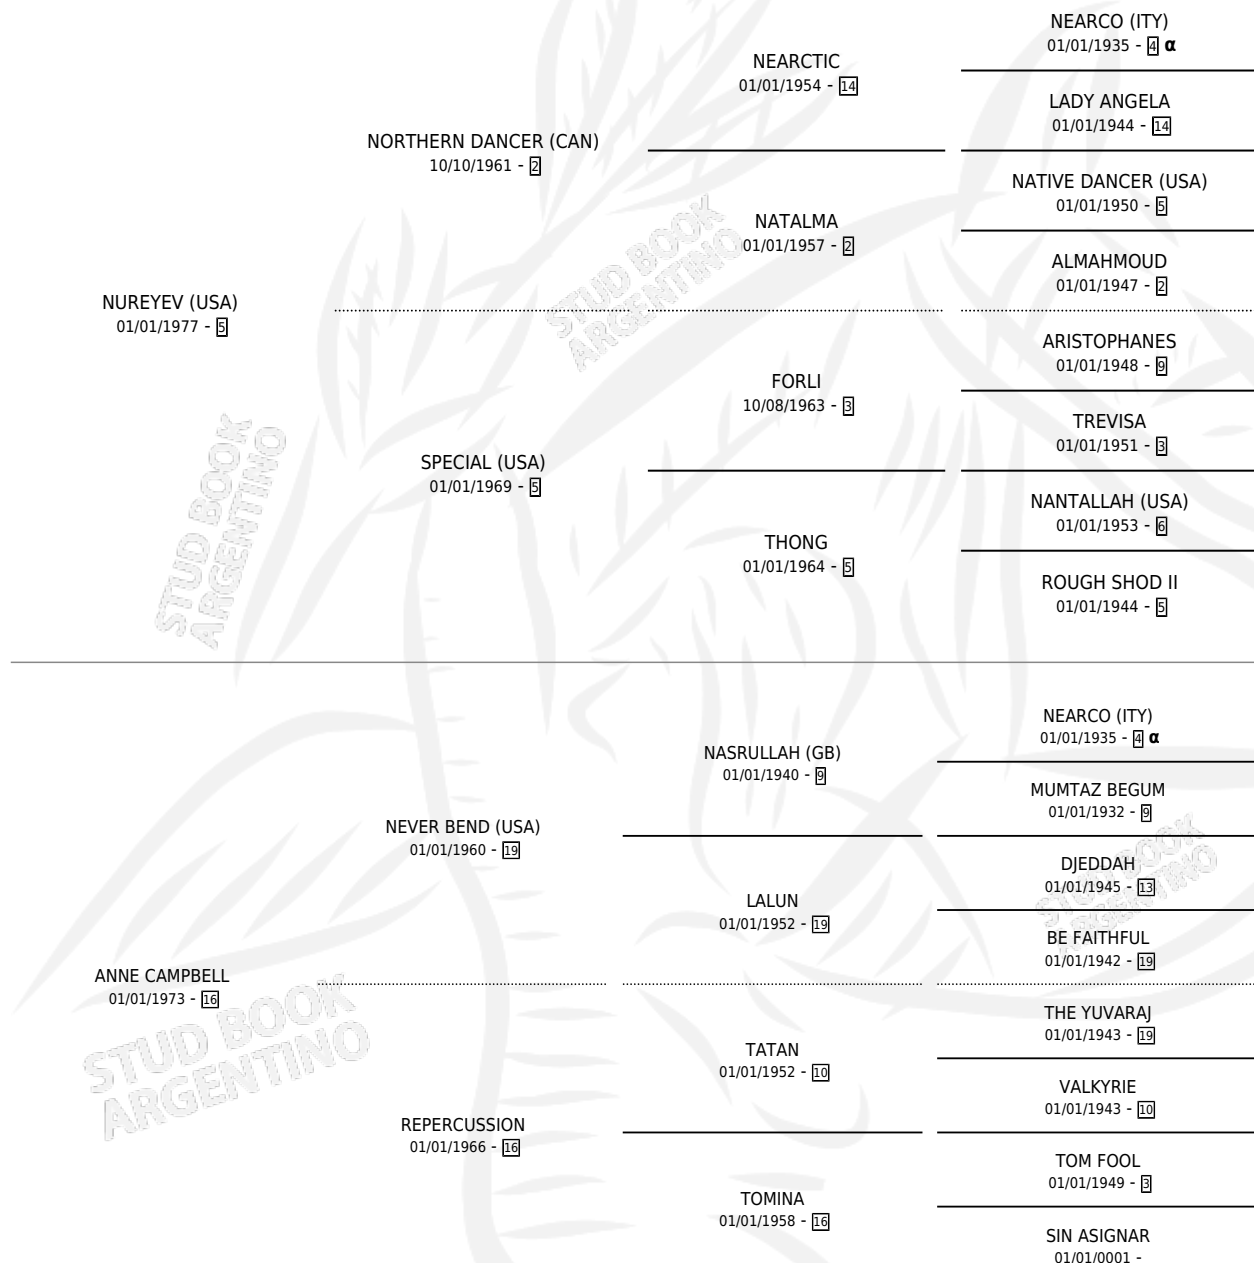 NEARCO (ITY)
01/01/1935 - 4 α
NEARCTIC
01/01/1954 - 14
LADY ANGELA
01/01/1944 - 14
NORTHERN DANCER (CAN)
10/10/1961 - 2
NATIVE DANCER (USA)
01/01/1950 - 5
NATALMA
01/01/1957 - 2
ALMAHMOUD
01/01/1947 - 2
STUD BOOK
ARGENTINO
NUREYEV (USA)
01/01/1977 - 5
ARISTOPHANES
01/01/1948 - 9
FORLI
10/08/1963 - 3
TREVISA
01/01/1951 - 3
SPECIAL (USA)
01/01/1969 - 5
NANTALLAH (USA)
01/01/1953 - 6
THONG
01/01/1964 - 5
ROUGH SHOD II
01/01/1944 - 5
STUD BOOK
ARGENTINO
NEARCO (ITY)
01/01/1935 - 4 α
NASRULLAH (GB)
01/01/1940 - 9
MUMTAZ BEGUM
01/01/1932 - 9
NEVER BEND (USA)
01/01/1960 - 19
DJEDDAH
01/01/1945 - 13
LALUN
01/01/1952 - 19
BE FAITHFUL
01/01/1942 - 19
STUD BOOK
ARGENTINO
ANNE CAMPBELL
01/01/1973 - 16
THE YUVARAJ
01/01/1943 - 19
TATAN
01/01/1952 - 10
VALKYRIE
01/01/1943 - 10
STUD BOOK
ARGENTINO
REPERCUSSION
01/01/1966 - 16
TOM FOOL
01/01/1949 - 3
TOMINA
01/01/1958 - 16
SIN ASIGNAR
01/01/0001 -